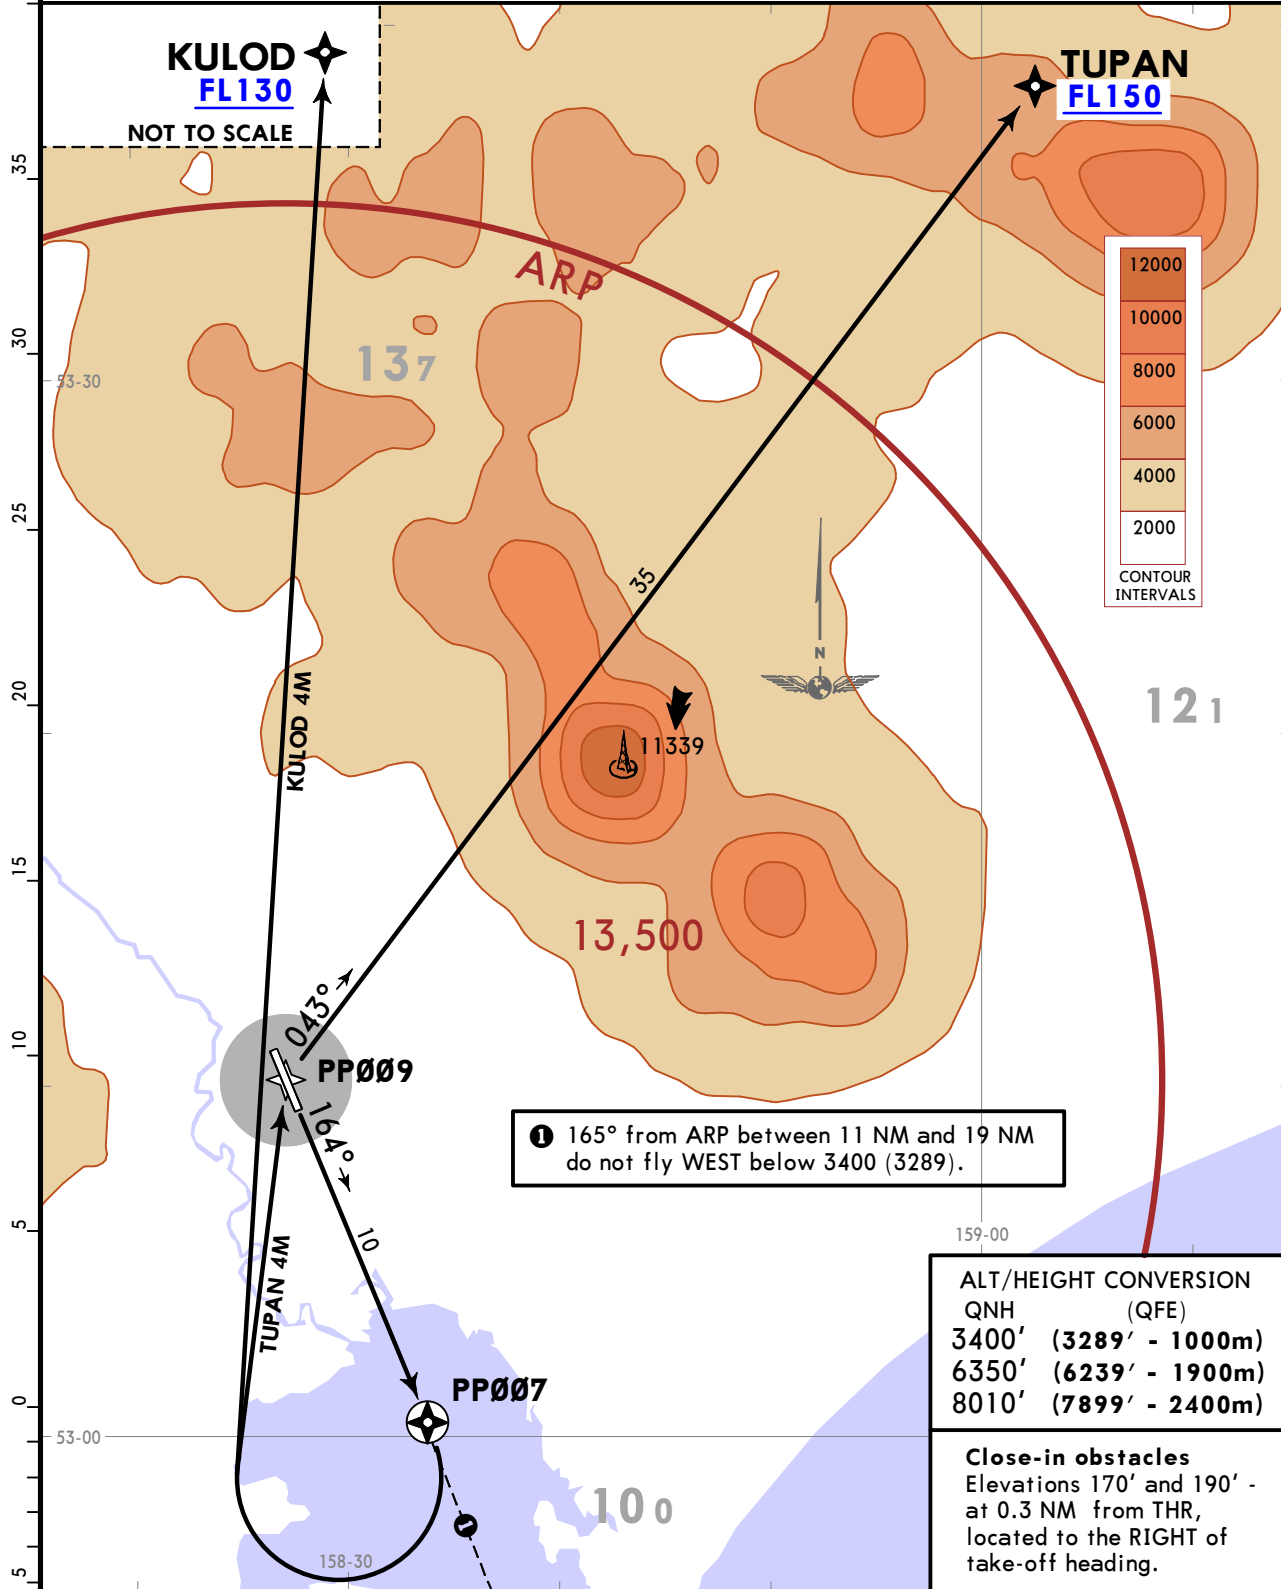 KULOD
FL130
NOT TO SCALE
TUPAN
FL150
35
ARP
12000
10000
8000
6000
4000
2000
CONTOUR
INTERVALS
30
137
53-30
25
35
N
20
KULOD 4M
11339
121
15
13,500
10
043°
PPØØ9
164°
❶ 165° from ARP between 11 NM and 19 NM
do not fly WEST below 3400 (3289).
5
10
159-00
TUPAN 4M
ALT/HEIGHT CONVERSION
QNH (QFE)
3400' (3289' - 1000m)
6350' (6239' - 1900m)
8010' (7899' - 2400m)
PPØØ7
0
53-00
Close-in obstacles
Elevations 170' and 190' -
at 0.3 NM from THR,
located to the RIGHT of
take-off heading.
100
❶
158-30
5